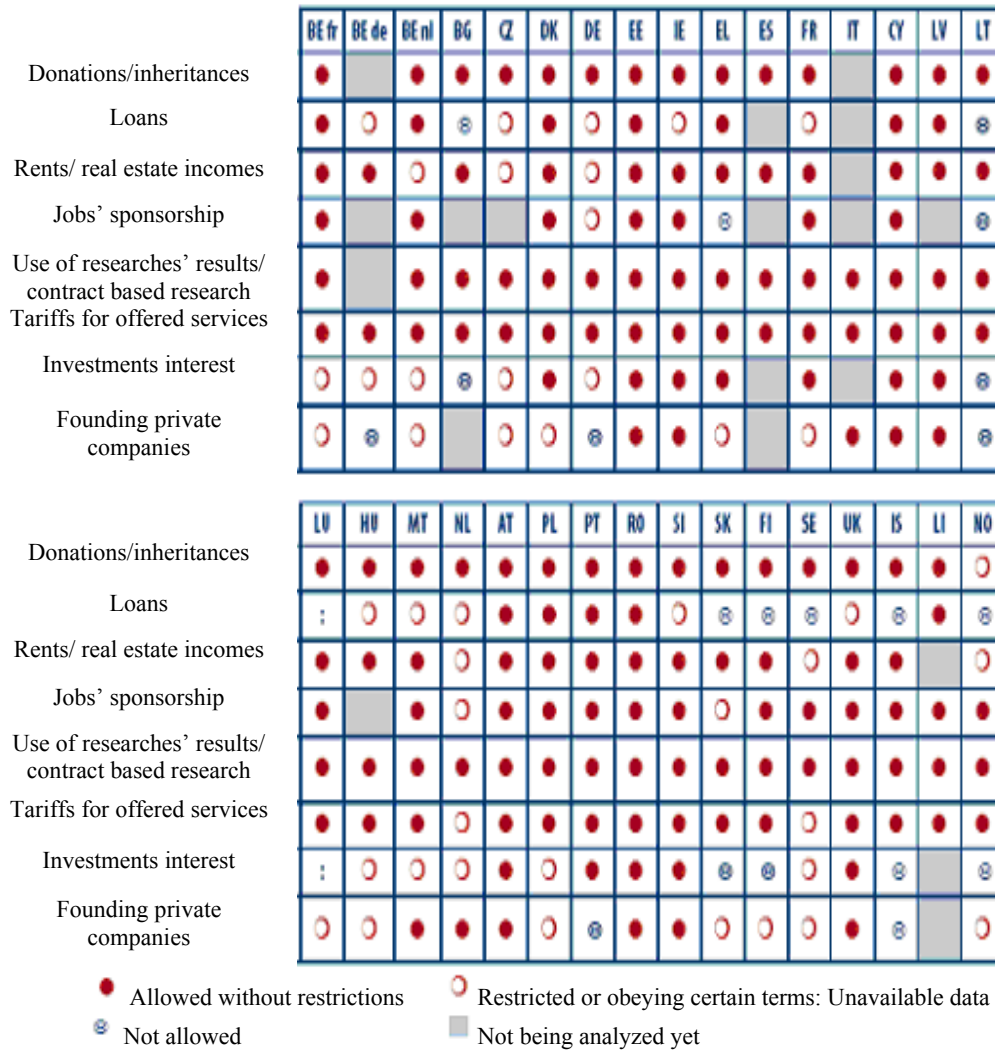 BE fr BE de BE nl BG CZ DK DE EE IE EL ES FR IT CY LV LT
Donations/inheritances
Loans
Rents/ real estate incomes
Jobs’ sponsorship
Use of researches’ results/
contract based research
Tariffs for offered services
Investments interest
Founding private
companies
LU HU MT NL AT PL PT RO SI SK FI SE UK IS LI NO
Donations/inheritances
Loans :
Rents/ real estate incomes
Jobs’ sponsorship
Use of researches’ results/
contract based research
Tariffs for offered services
Investments interest :
Founding private
companies
Allowed without restrictions Restricted or obeying certain terms: Unavailable data
Not allowed Not being analyzed yet